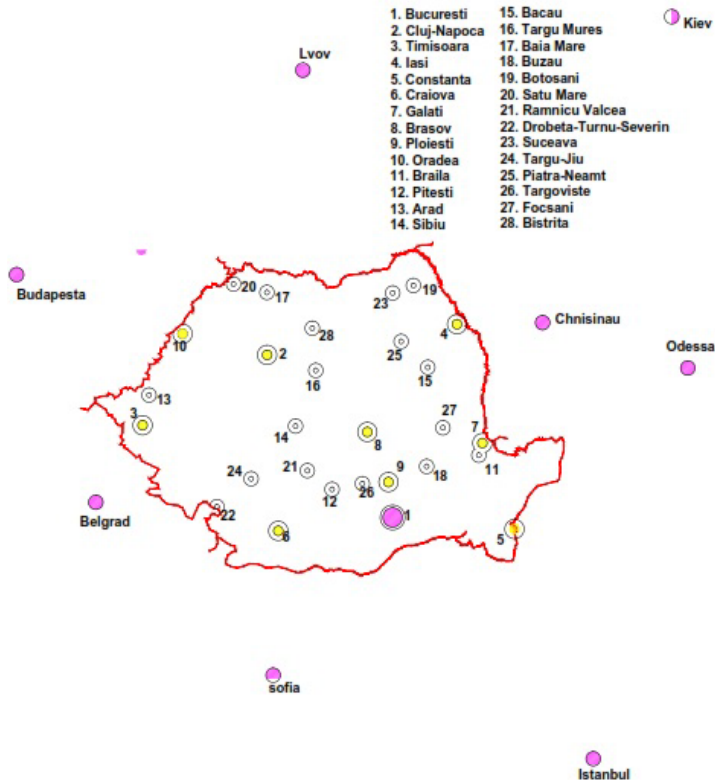 1. Bucuresti
2. Cluj-Napoca
3. Timisoara
4. Iasi
5. Constanta
6. Craiova
7. Galati
8. Brasov
9. Ploiesti
10. Oradea
11. Braila
12. Pitesti
13. Arad
14. Sibiu
15. Bacau
16. Targu Mures
17. Baia Mare
18. Buzau
19. Botosani
20. Satu Mare
21. Ramnicu Valcea
22. Drobeta-Turnu-Severin
23. Suceava
24. Targu-Jiu
25. Piatra-Neamt
26. Targoviste
27. Focsani
28. Bistrita
Kiev
Lvov
Budapesta
Chnisinau
Odessa
Belgrad
sofia
Istanbul
20
17
23
19
10
28
4
2
25
16
15
13
3
14
8
27
7
24
21
9
18
11
12
26
22
6
1
5